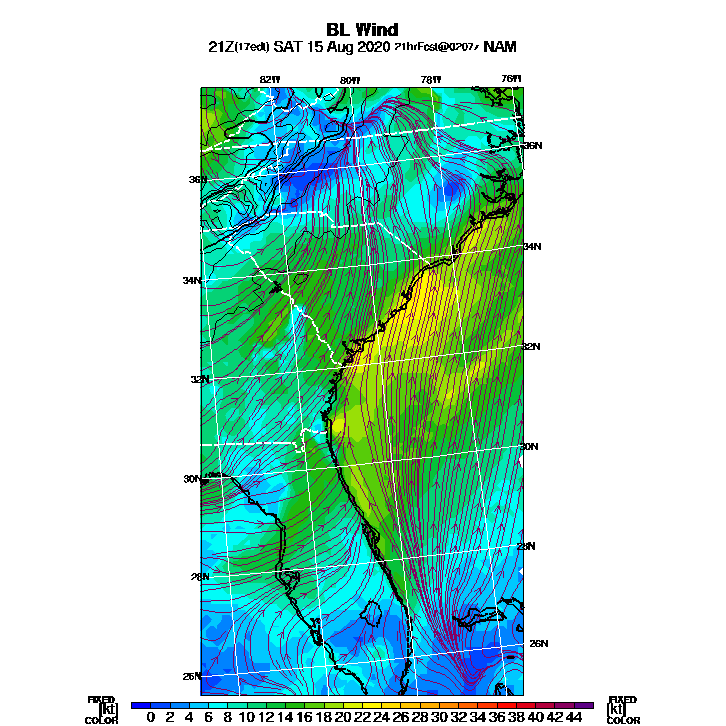 BL Wind
21Z(17edt) SAT 15 Aug 2020 21hrFcst@0207z NAM
82W 80W 78W 76W
36N 36N
34N 34N
32N 32N
30N 30N
28N 28N
26N 26N
FIXED FIXED
[kt] 0 2 4 6 8 10 12 14 16 18 20 22 24 26 28 30 32 34 36 38 40 42 44 [kt]
COLOR COLOR